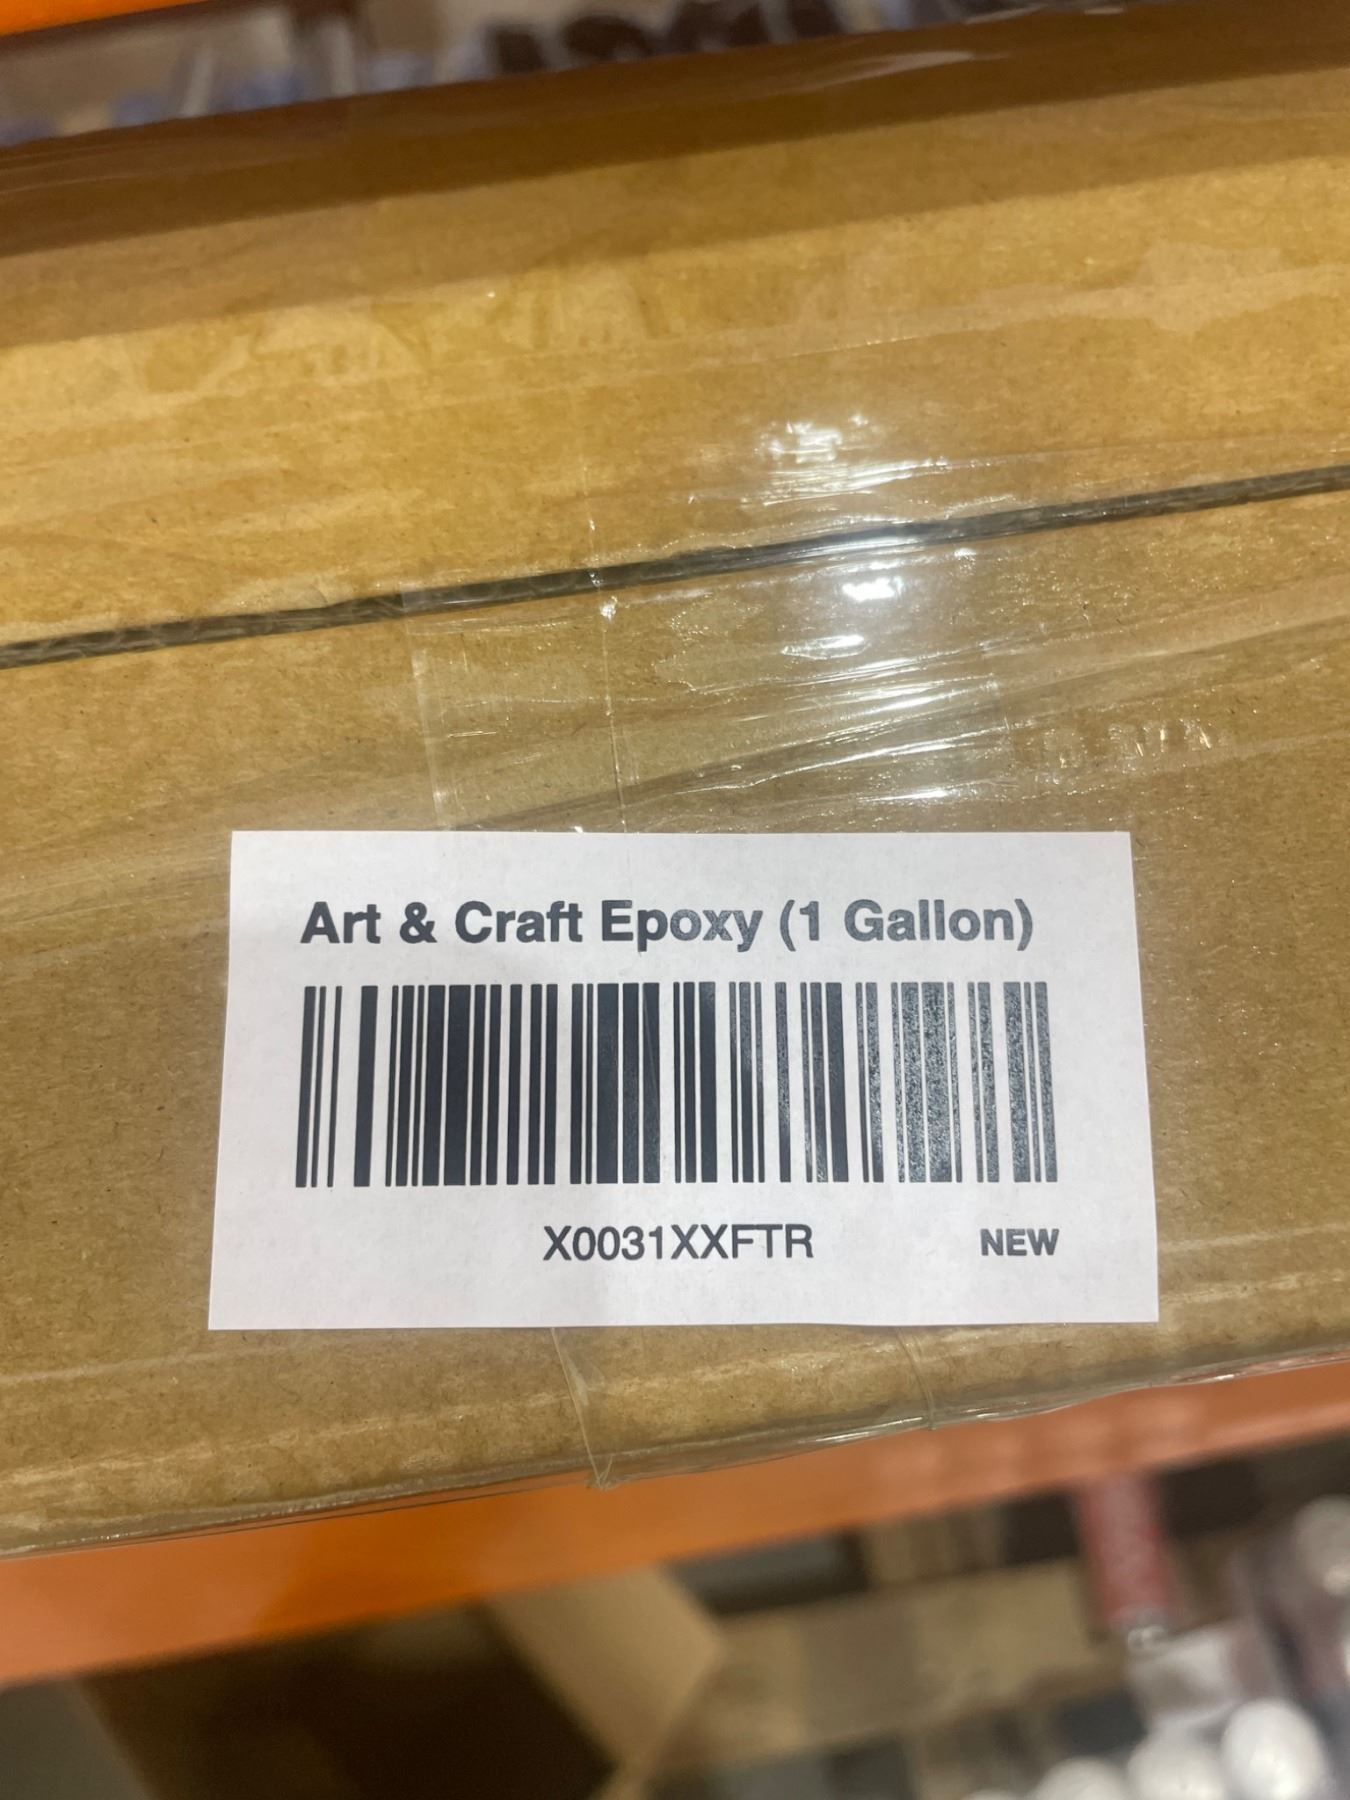 Art & Craft Epoxy (1 Gallon)
X0031XXFTR
NEW